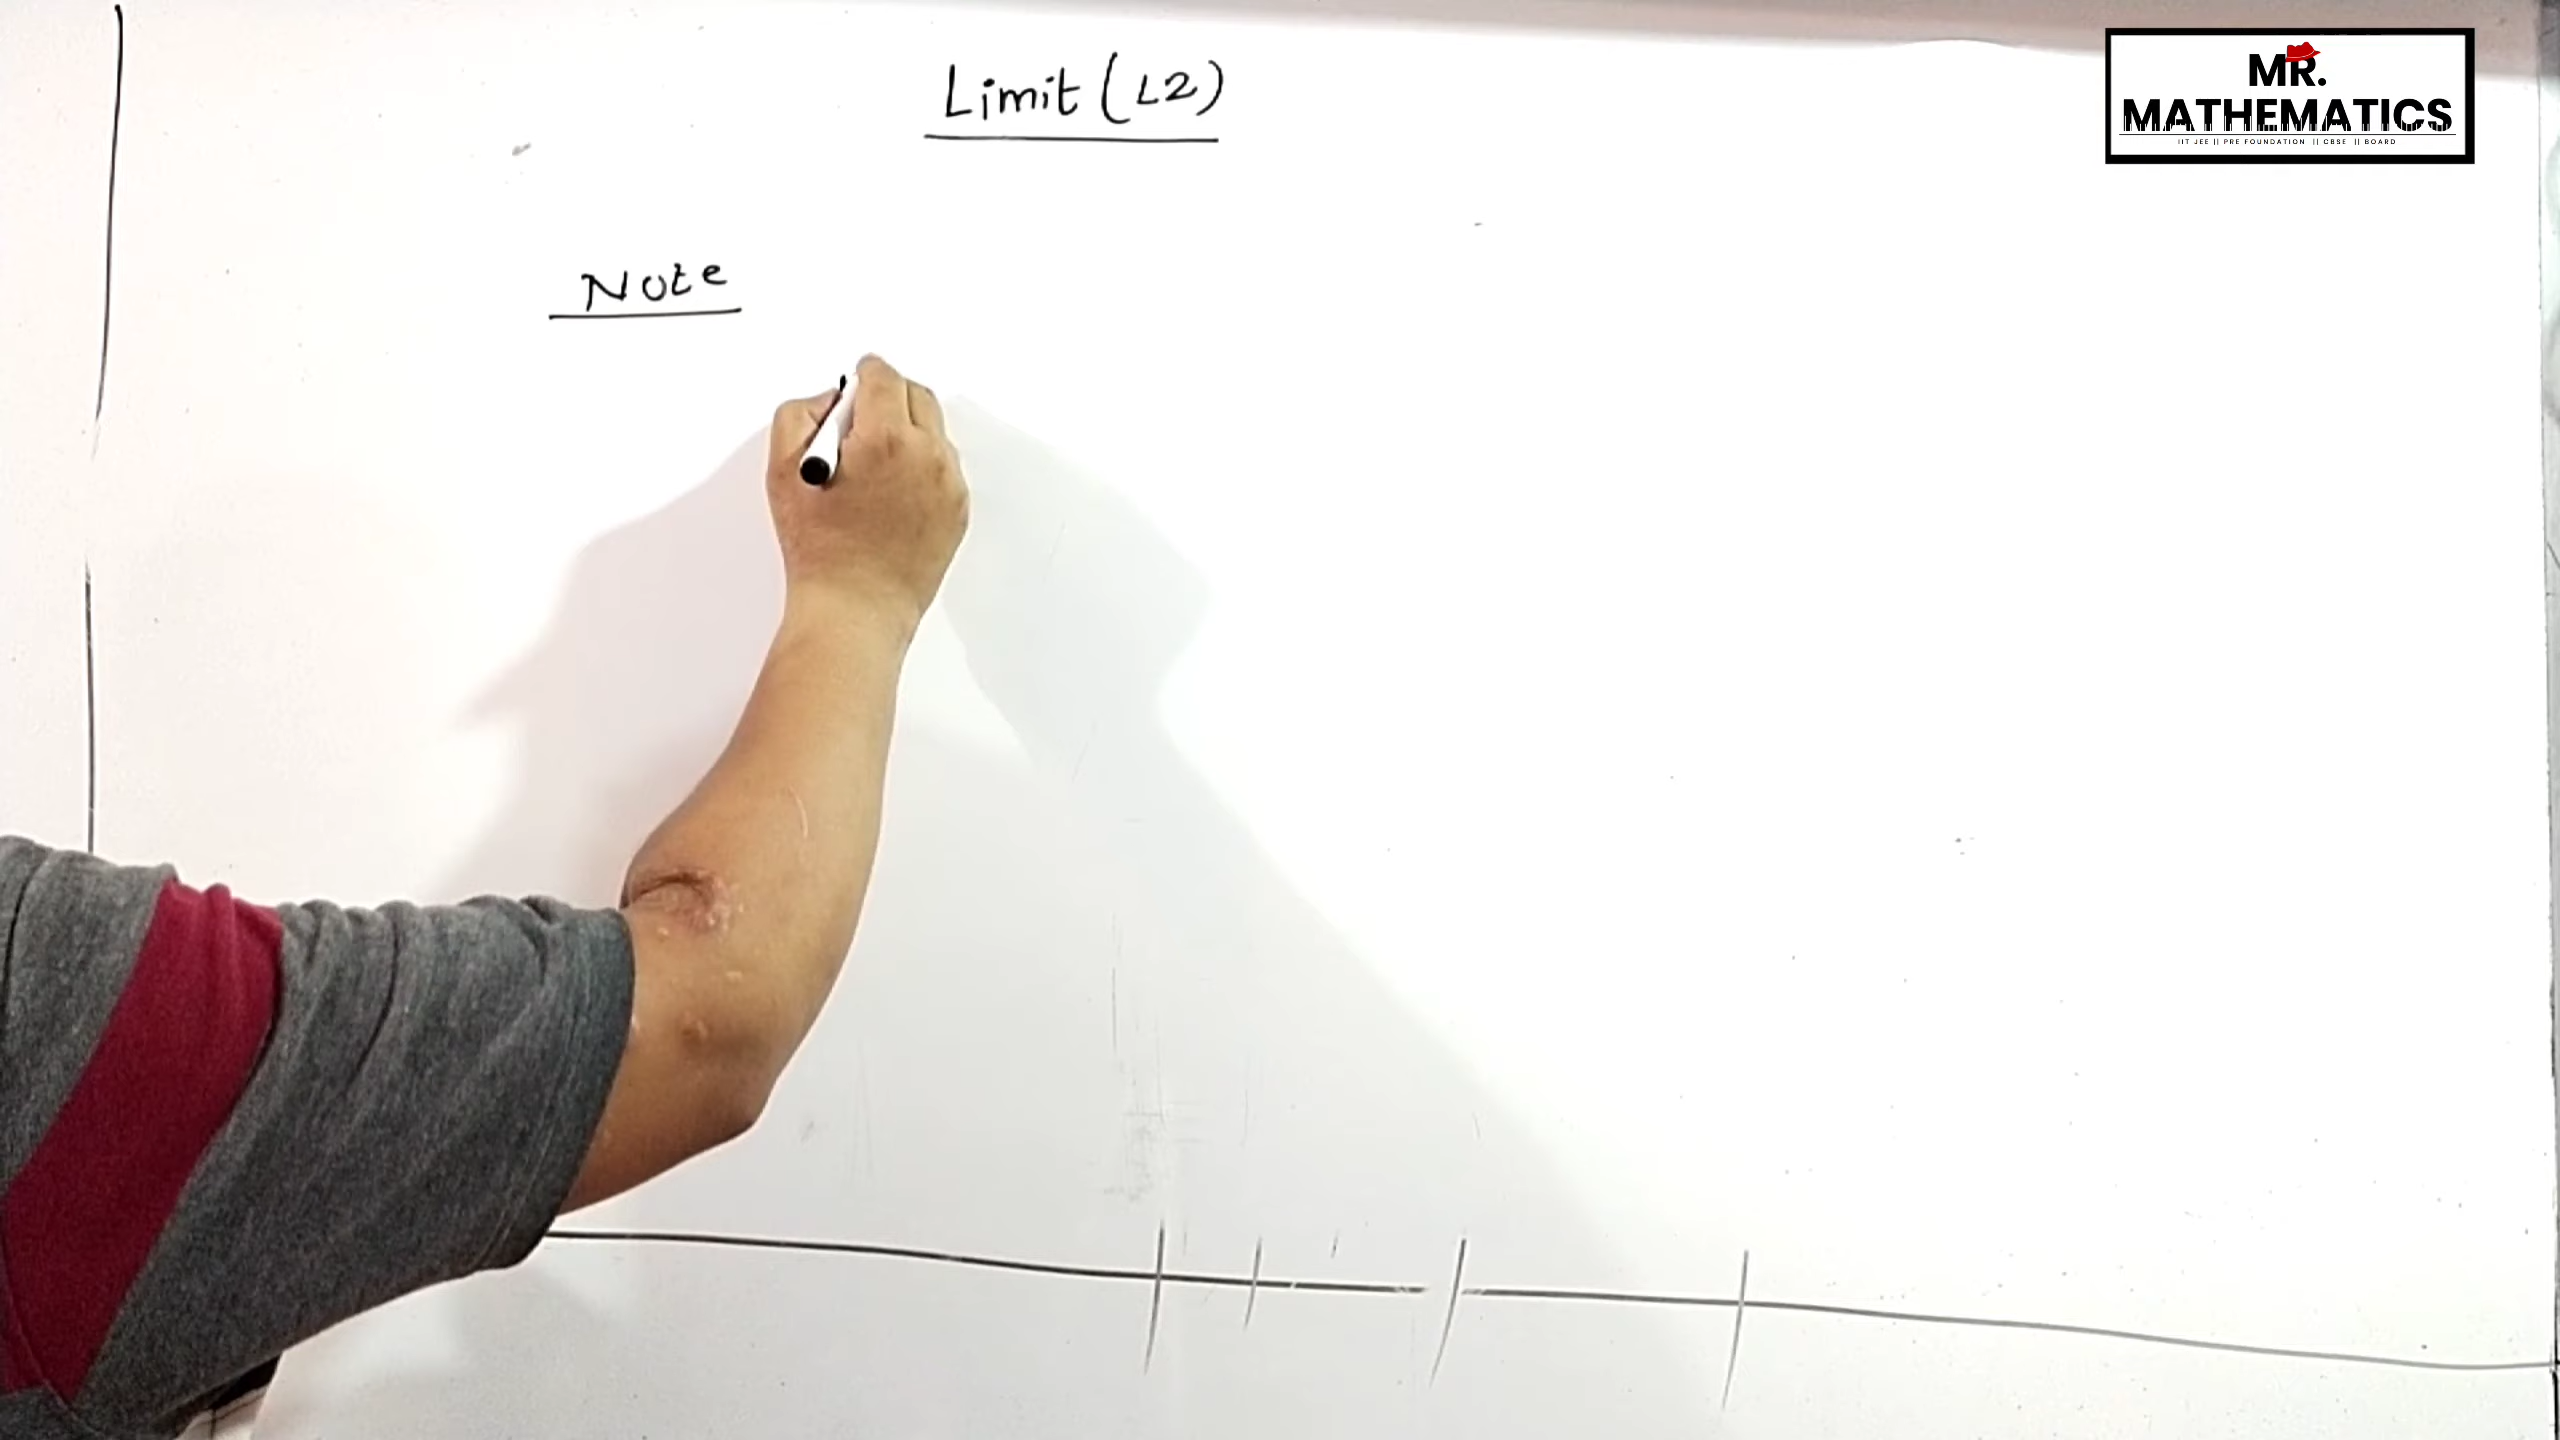 Limit (L2)
MR.
MATHEMATICS
IIT JEE || PRE FOUNDATION || CBSE || BOARD
Note